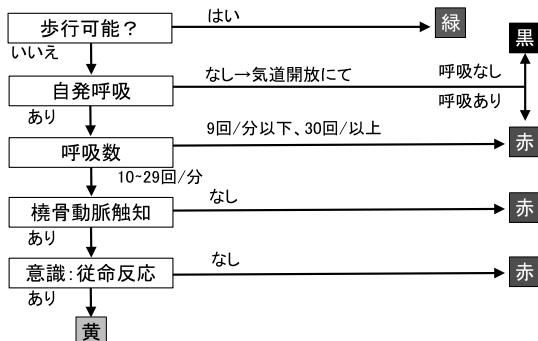 歩行可能？
はい
緑
いいえ
黒
自発呼吸
なし→気道開放にて
呼吸なし
呼吸あり
あり
呼吸数
9回/分以下、30回/以上
赤
10~29回/分
橈骨動脈触知
なし
赤
あり
意識:従命反応
なし
赤
あり
黄